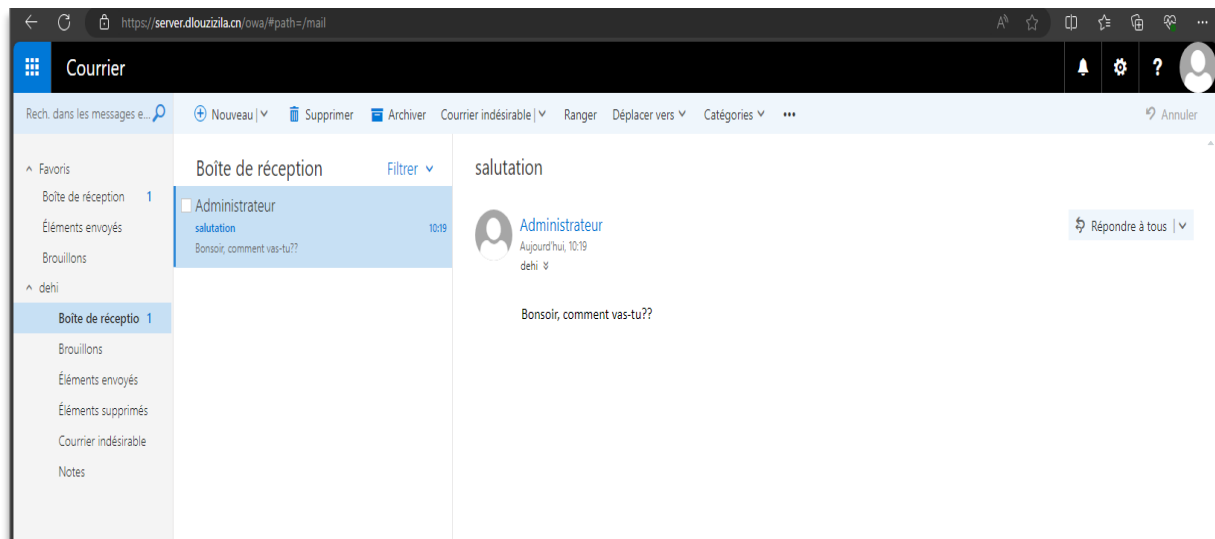 https://server.dlouzizila.cn/owa/#path=/mail
Courrier
Rech. dans les messages e...
Nouveau
Supprimer
Archiver
Courrier indésirable
Ranger
Déplacer vers
Catégories
Annuler
Favoris
Boîte de réception 1
Éléments envoyés
Brouillons
dehi
Boîte de réceptio 1
Brouillons
Éléments envoyés
Éléments supprimés
Courrier indésirable
Notes
Boîte de réception
Filtrer
Administrateur
salutation 10:19
Bonsoir, comment vas-tu??
salutation
Administrateur
Aujourd'hui, 10:19
dehi
Répondre à tous
Bonsoir, comment vas-tu??